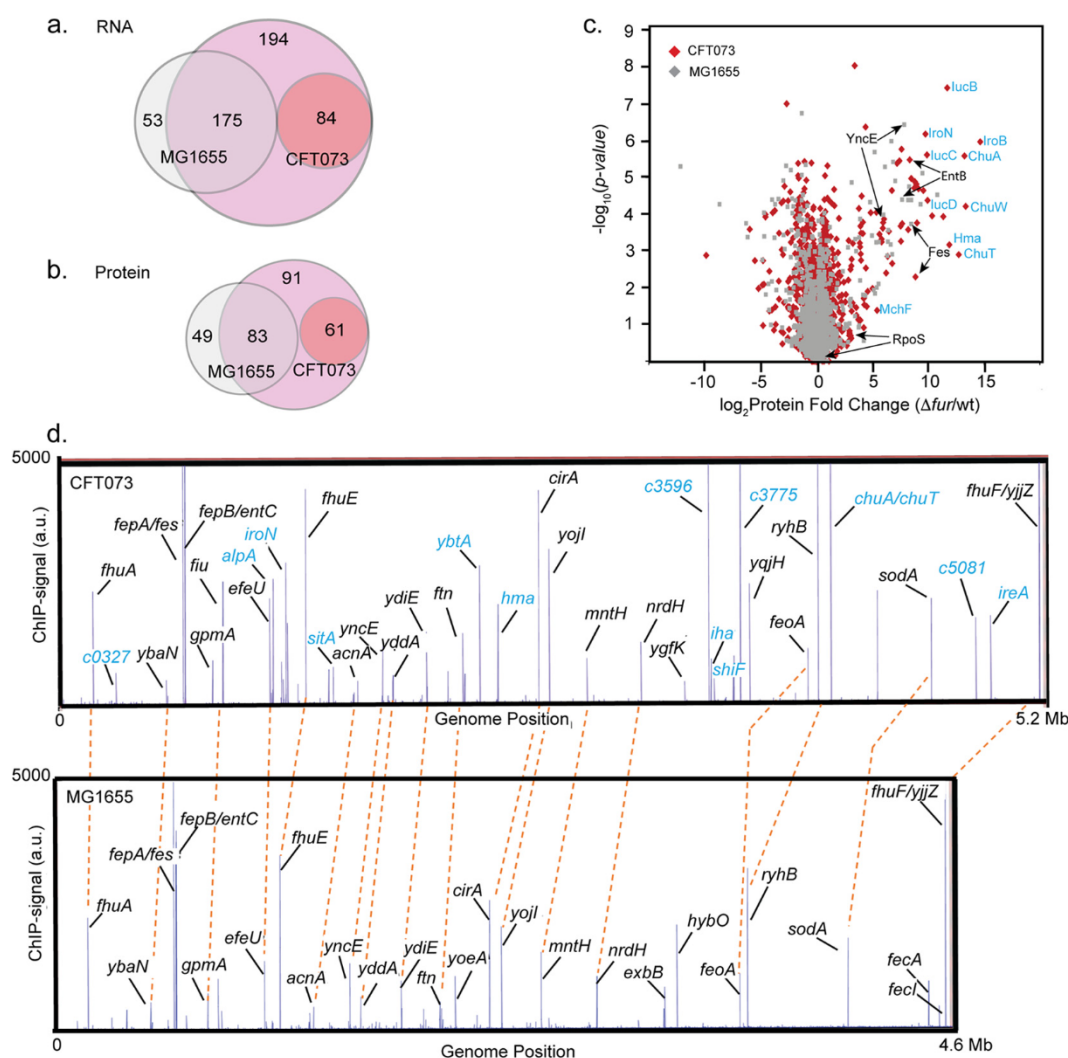 a. RNA
194
53
175
84
MG1655
CFT073
b. Protein
91
49
83
61
MG1655
CFT073
c.
9
8
7
6
5
4
3
2
1
-log10(p-value)
CFT073
MG1655
IucB
IroN
IroB
YncE
IucC
ChuA
EntB
IucD
ChuW
Hma
Fes
ChuT
MchF
RpoS
-10 -5 0 5 10 15
log2Protein Fold Change (Δfur/wt)
d.
5000
ChIP-signal (a.u.)
CFT073
fhuA
c0327
ybaN
fepA/fes
fepB/entC
gpmA
fiu
alpA
efeU
iroN
fhuE
sitA
acnA
yncE
yddA
ydiE
ftn
ybtA
hma
cirA
yojI
mntH
nrdH
ygfK
c3596
iha
shiF
c3775
yqjH
feoA
ryhB
chuA/chuT
sodA
c5081
ireA
fhuF/yjjZ
0
Genome Position
5.2 Mb
5000
ChIP-signal (a.u.)
MG1655
fhuA
ybaN
fepA/fes
fepB/entC
gpmA
efeU
fhuE
acnA
yncE
yddA
ydiE
ftn
yoeA
cirA
yojI
mntH
nrdH
exbB
hybO
feoA
ryhB
sodA
fecA
fecI
fhuF/yjjZ
0
Genome Position
4.6 Mb